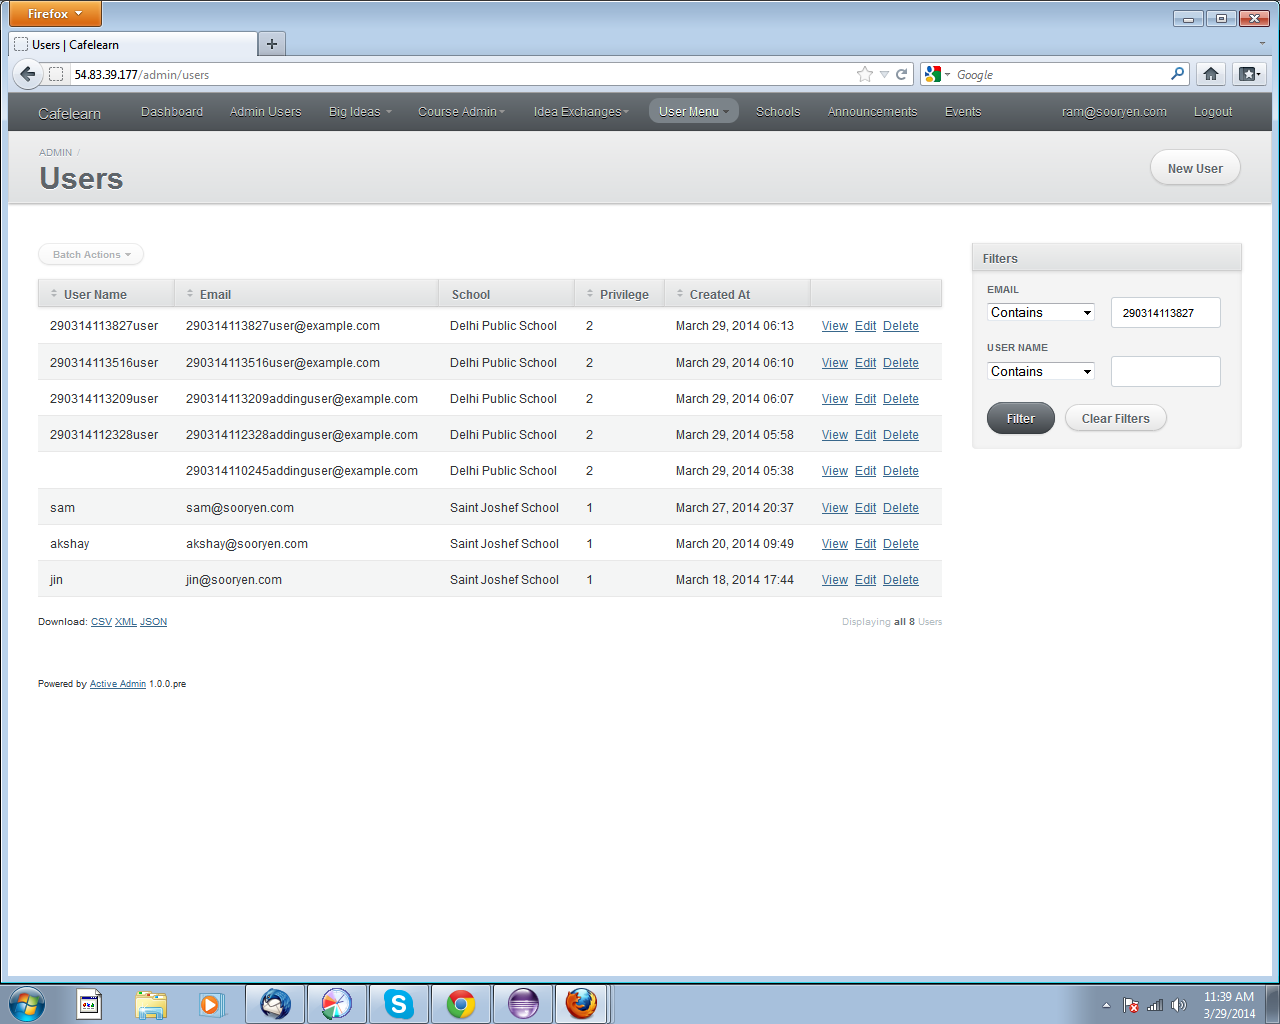 Firefox
Users | Cafelearn
54.83.39.177/admin/users
Google
Cafelearn Dashboard Admin Users Big Ideas Course Admin Idea Exchanges User Menu Schools Announcements Events ram@sooryen.com Logout
ADMIN /
Users
New User
Batch Actions
User Name Email School Privilege Created At
290314113827user 290314113827user@example.com Delhi Public School 2 March 29, 2014 06:13 View Edit Delete
290314113516user 290314113516user@example.com Delhi Public School 2 March 29, 2014 06:10 View Edit Delete
290314113209user 290314113209addinguser@example.com Delhi Public School 2 March 29, 2014 06:07 View Edit Delete
290314112328user 290314112328addinguser@example.com Delhi Public School 2 March 29, 2014 05:58 View Edit Delete
290314110245addinguser@example.com Delhi Public School 2 March 29, 2014 05:38 View Edit Delete
sam sam@sooryen.com Saint Joshef School 1 March 27, 2014 20:37 View Edit Delete
akshay akshay@sooryen.com Saint Joshef School 1 March 20, 2014 09:49 View Edit Delete
jin jin@sooryen.com Saint Joshef School 1 March 18, 2014 17:44 View Edit Delete
Download: CSV XML JSON
Displaying all 8 Users
Filters
EMAIL
Contains 290314113827
USER NAME
Contains
Filter Clear Filters
Powered by Active Admin 1.0.0.pre
11:39 AM
3/29/2014